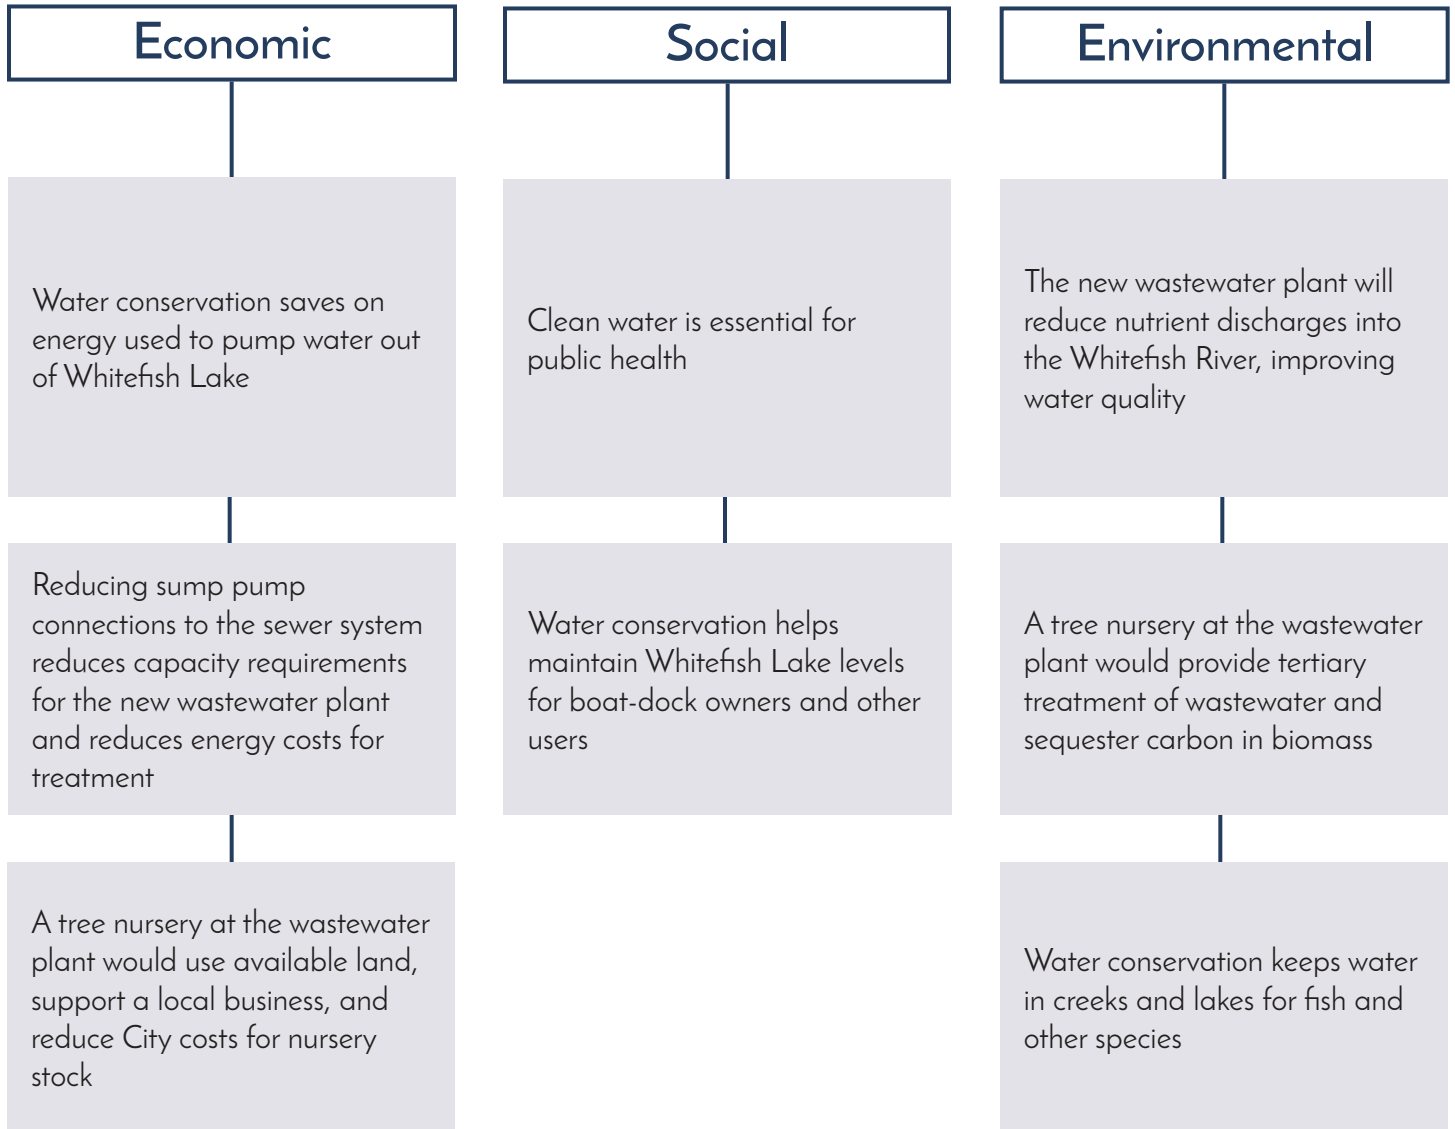 Economic
Water conservation saves on
energy used to pump water out
of Whitefish Lake
Reducing sump pump
connections to the sewer system
reduces capacity requirements
for the new wastewater plant
and reduces energy costs for
treatment
A tree nursery at the wastewater
plant would use available land,
support a local business, and
reduce City costs for nursery
stock
Social
Clean water is essential for
public health
Water conservation helps
maintain Whitefish Lake levels
for boat-dock owners and other
users
Environmental
The new wastewater plant will
reduce nutrient discharges into
the Whitefish River, improving
water quality
A tree nursery at the wastewater
plant would provide tertiary
treatment of wastewater and
sequester carbon in biomass
Water conservation keeps water
in creeks and lakes for fish and
other species